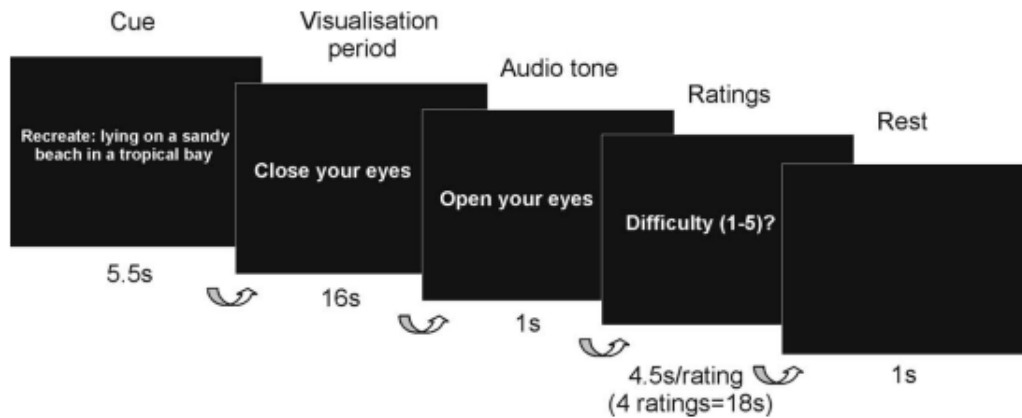 Cue
Visualisation
period
Audio tone
Ratings
Rest
Recreate: lying on a sandy
beach in a tropical bay
Close your eyes
Open your eyes
Difficulty (1-5)?
5.5s
16s
1s
4.5s/rating
(4 ratings=18s)
1s